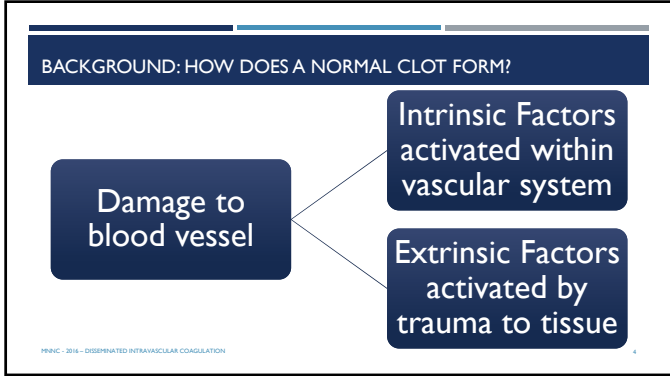 BACKGROUND: HOW DOES A NORMAL CLOT FORM?
Damage to
blood vessel
Intrinsic Factors
activated within
vascular system
Extrinsic Factors
activated by
trauma to tissue
MNNC - 2016 – DISSEMINATED INTRAVASCULAR COAGULATION
4